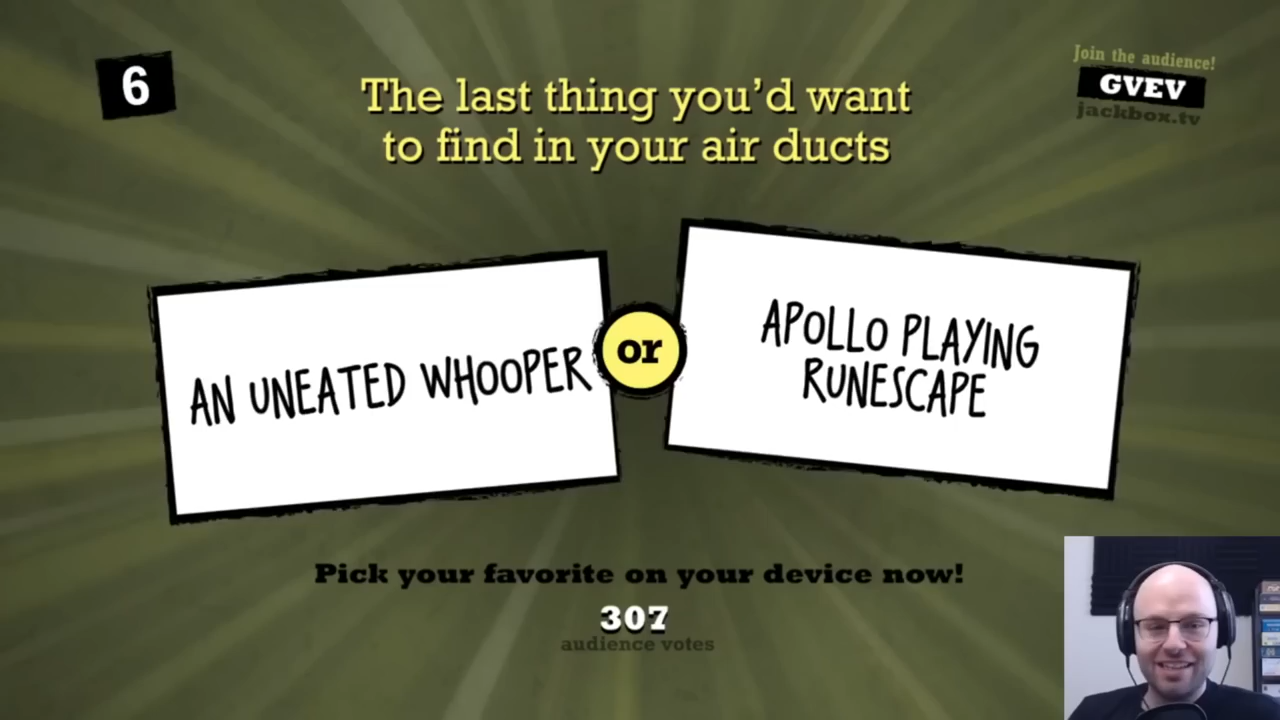 6
The last thing you'd want
to find in your air ducts
Join the audience!
GVEV
jackbox.tv
AN UNEATED WHOOPER
or
APOLLO PLAYING
RUNESCAPE
Pick your favorite on your device now!
307
audience votes